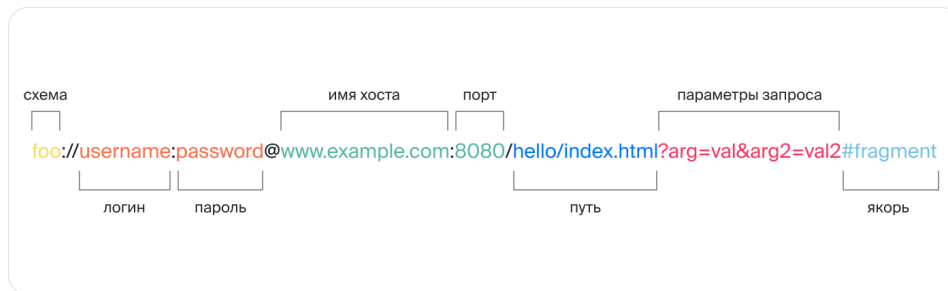 схема имя хоста порт параметры запроса
foo://username:password@www.example.com:8080/hello/index.html?arg=val&arg2=val2#fragment
логин пароль путь якорь